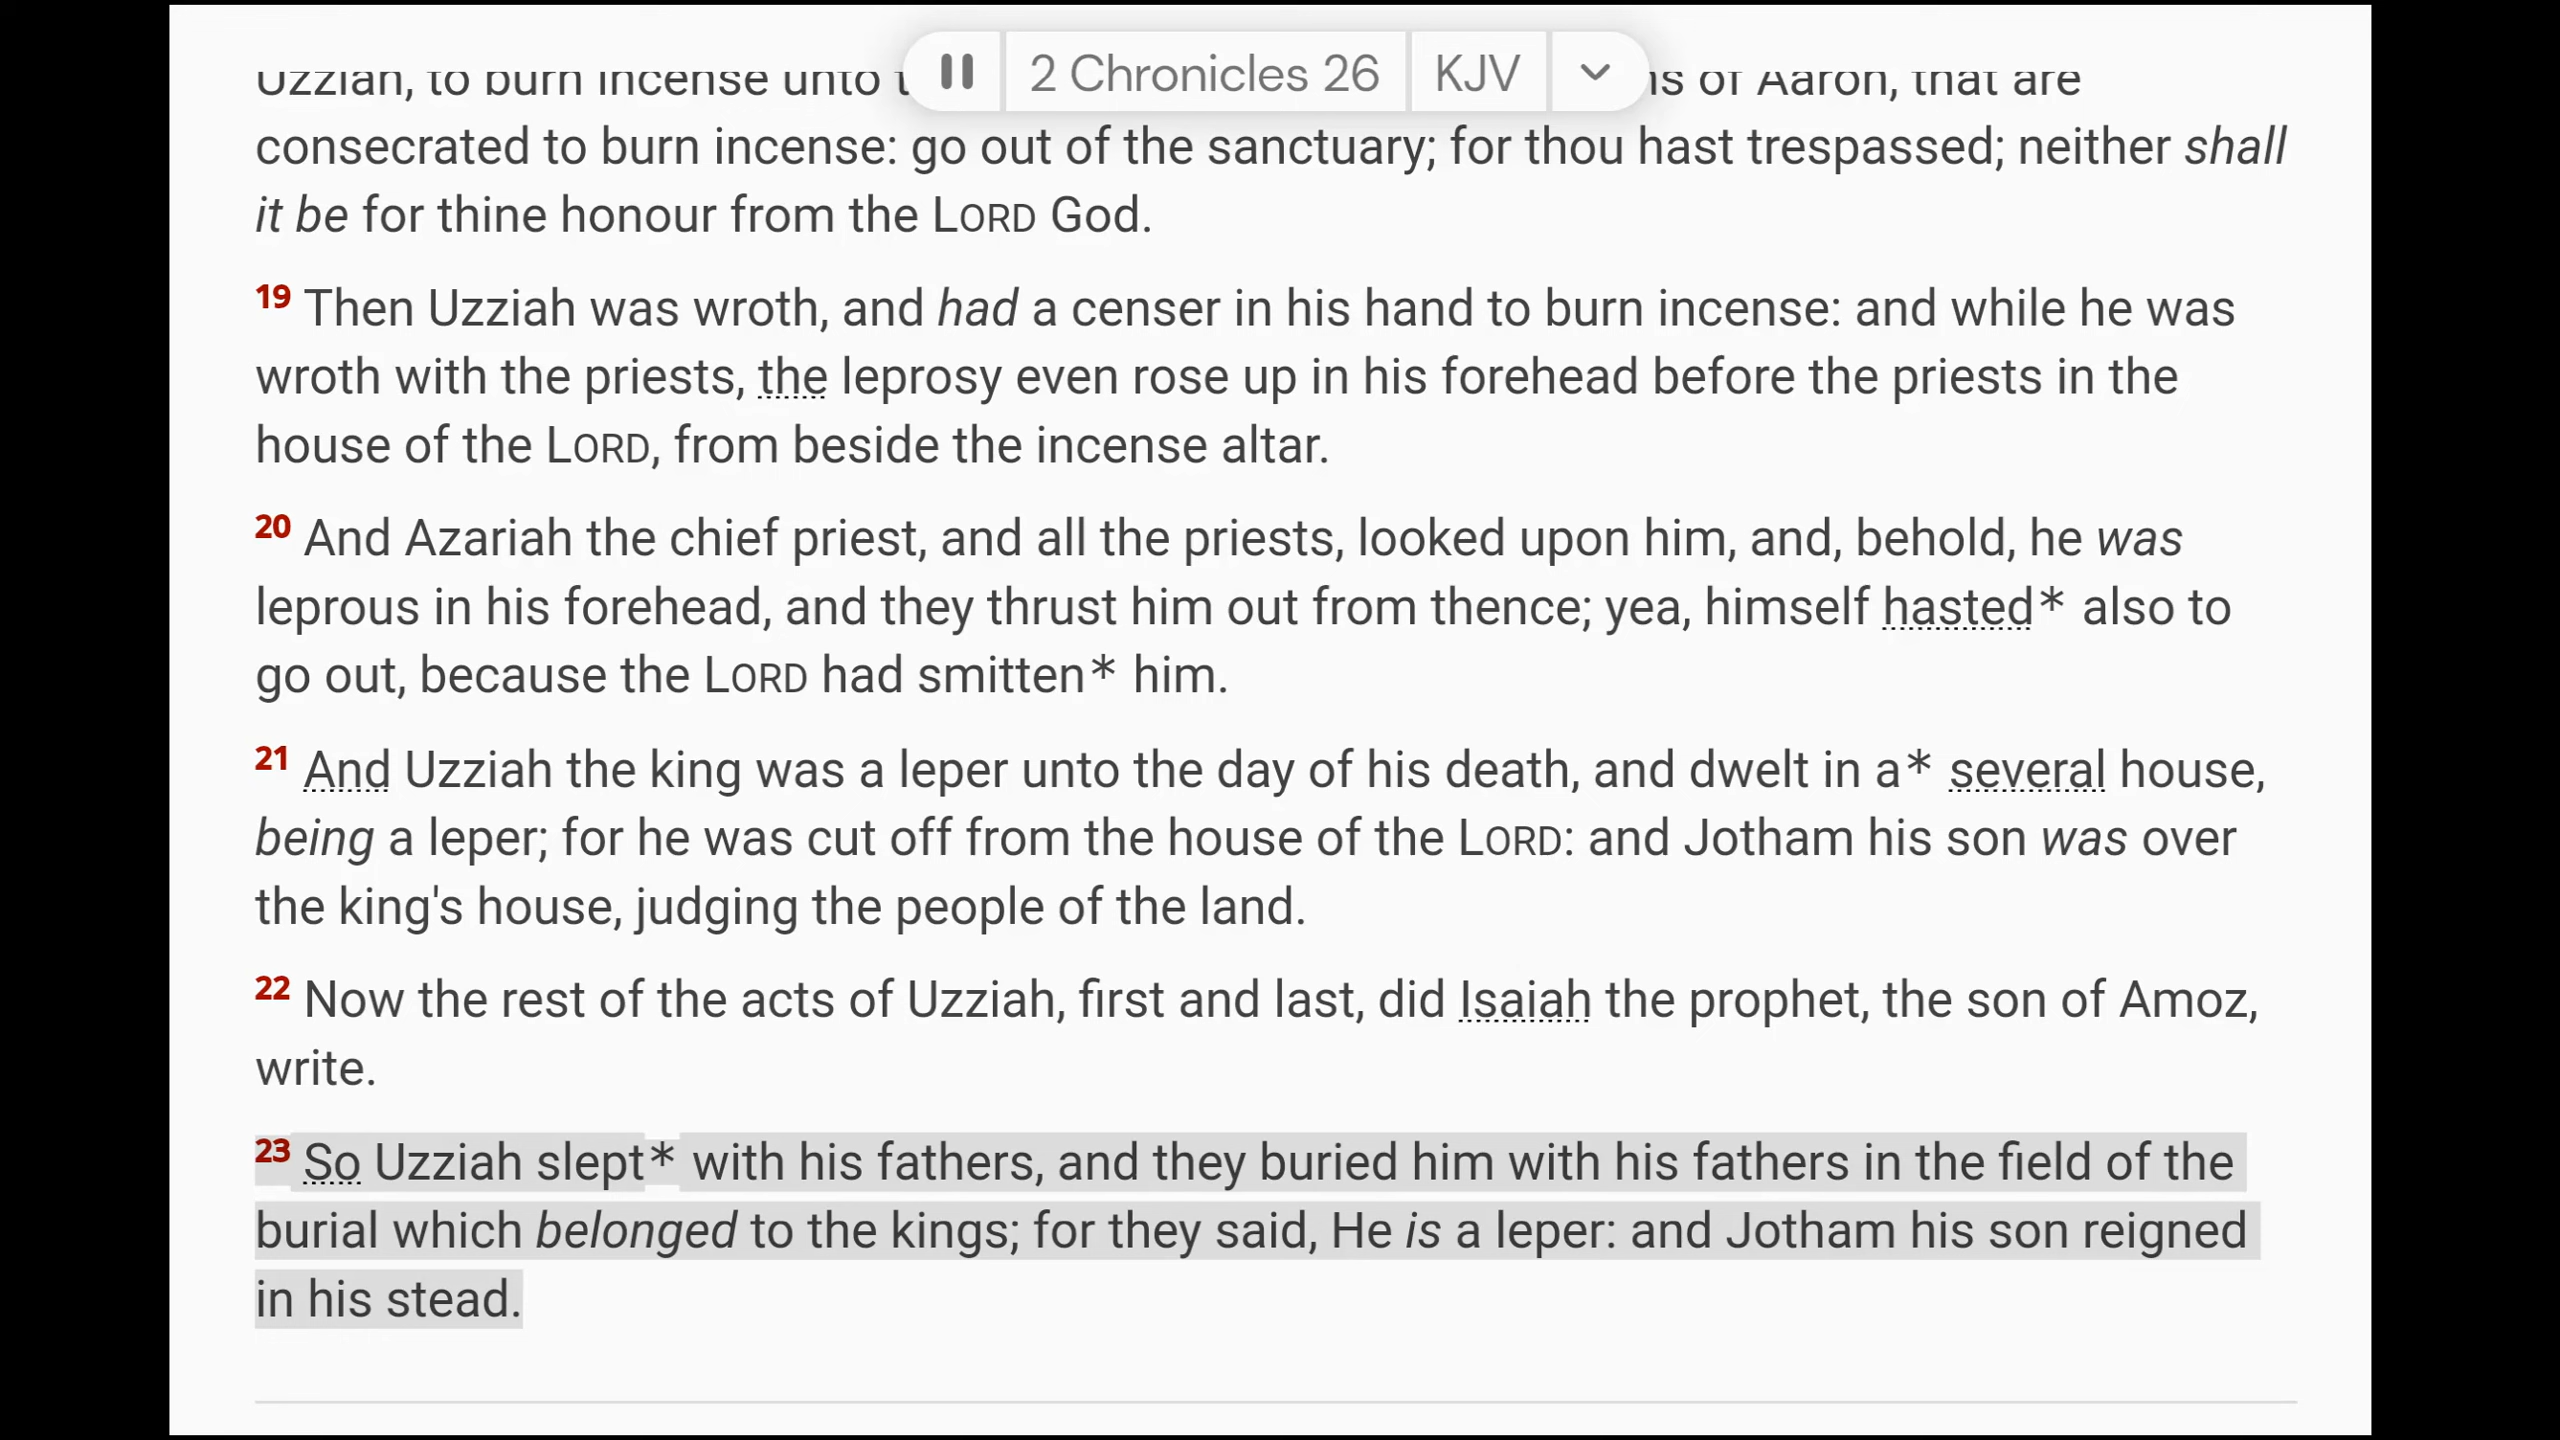 2 Chronicles 26 KJV
Uzziah, to burn incense unto of Aaron, that are
consecrated to burn incense: go out of the sanctuary; for thou hast trespassed; neither shall
it be for thine honour from the LORD God.
19 Then Uzziah was wroth, and had a censer in his hand to burn incense: and while he was
wroth with the priests, the leprosy even rose up in his forehead before the priests in the
house of the LORD, from beside the incense altar.
20 And Azariah the chief priest, and all the priests, looked upon him, and, behold, he was
leprous in his forehead, and they thrust him out from thence; yea, himself hasted* also to
go out, because the LORD had smitten* him.
21 And Uzziah the king was a leper unto the day of his death, and dwelt in a* several house,
being a leper; for he was cut off from the house of the LORD: and Jotham his son was over
the king's house, judging the people of the land.
22 Now the rest of the acts of Uzziah, first and last, did Isaiah the prophet, the son of Amoz,
write.
23 So Uzziah slept* with his fathers, and they buried him with his fathers in the field of the
burial which belonged to the kings; for they said, He is a leper: and Jotham his son reigned
in his stead.